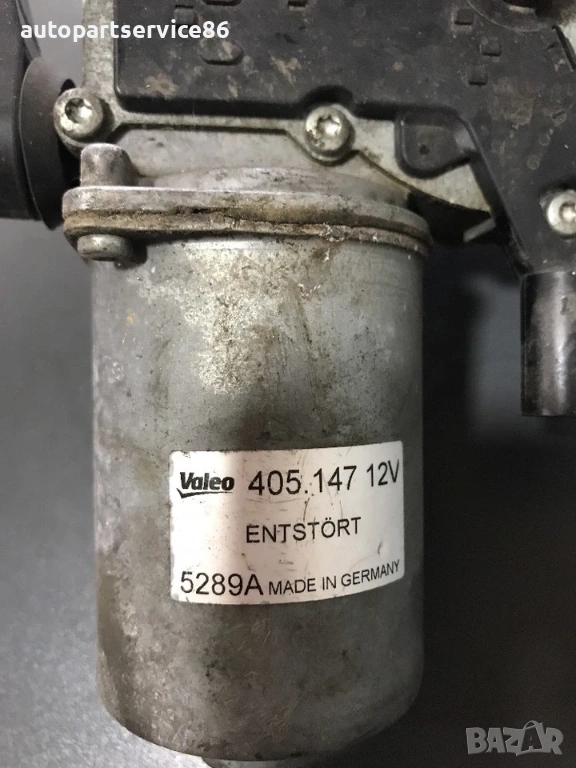 autopartservice86
Valeo 405.147 12V
ENTSTÖRT
5289A MADE IN GERMANY
BAZAR